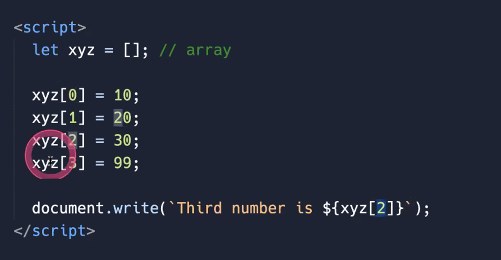 <script>
let xyz = []; // array
xyz[0] = 10;
xyz[1] = 20;
xyz[2] = 30;
xyz[3] = 99;
document.write(`Third number is ${xyz[2]}`);
</script>